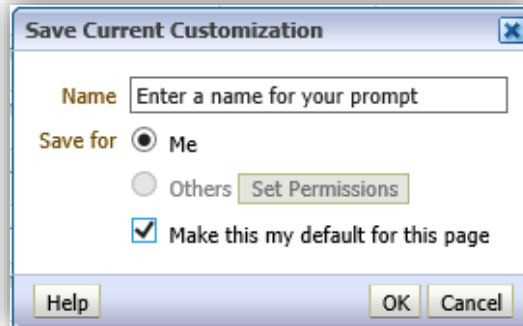 Save Current Customization
Name Enter a name for your prompt
Save for Me
Others Set Permissions
Make this my default for this page
Help OK Cancel